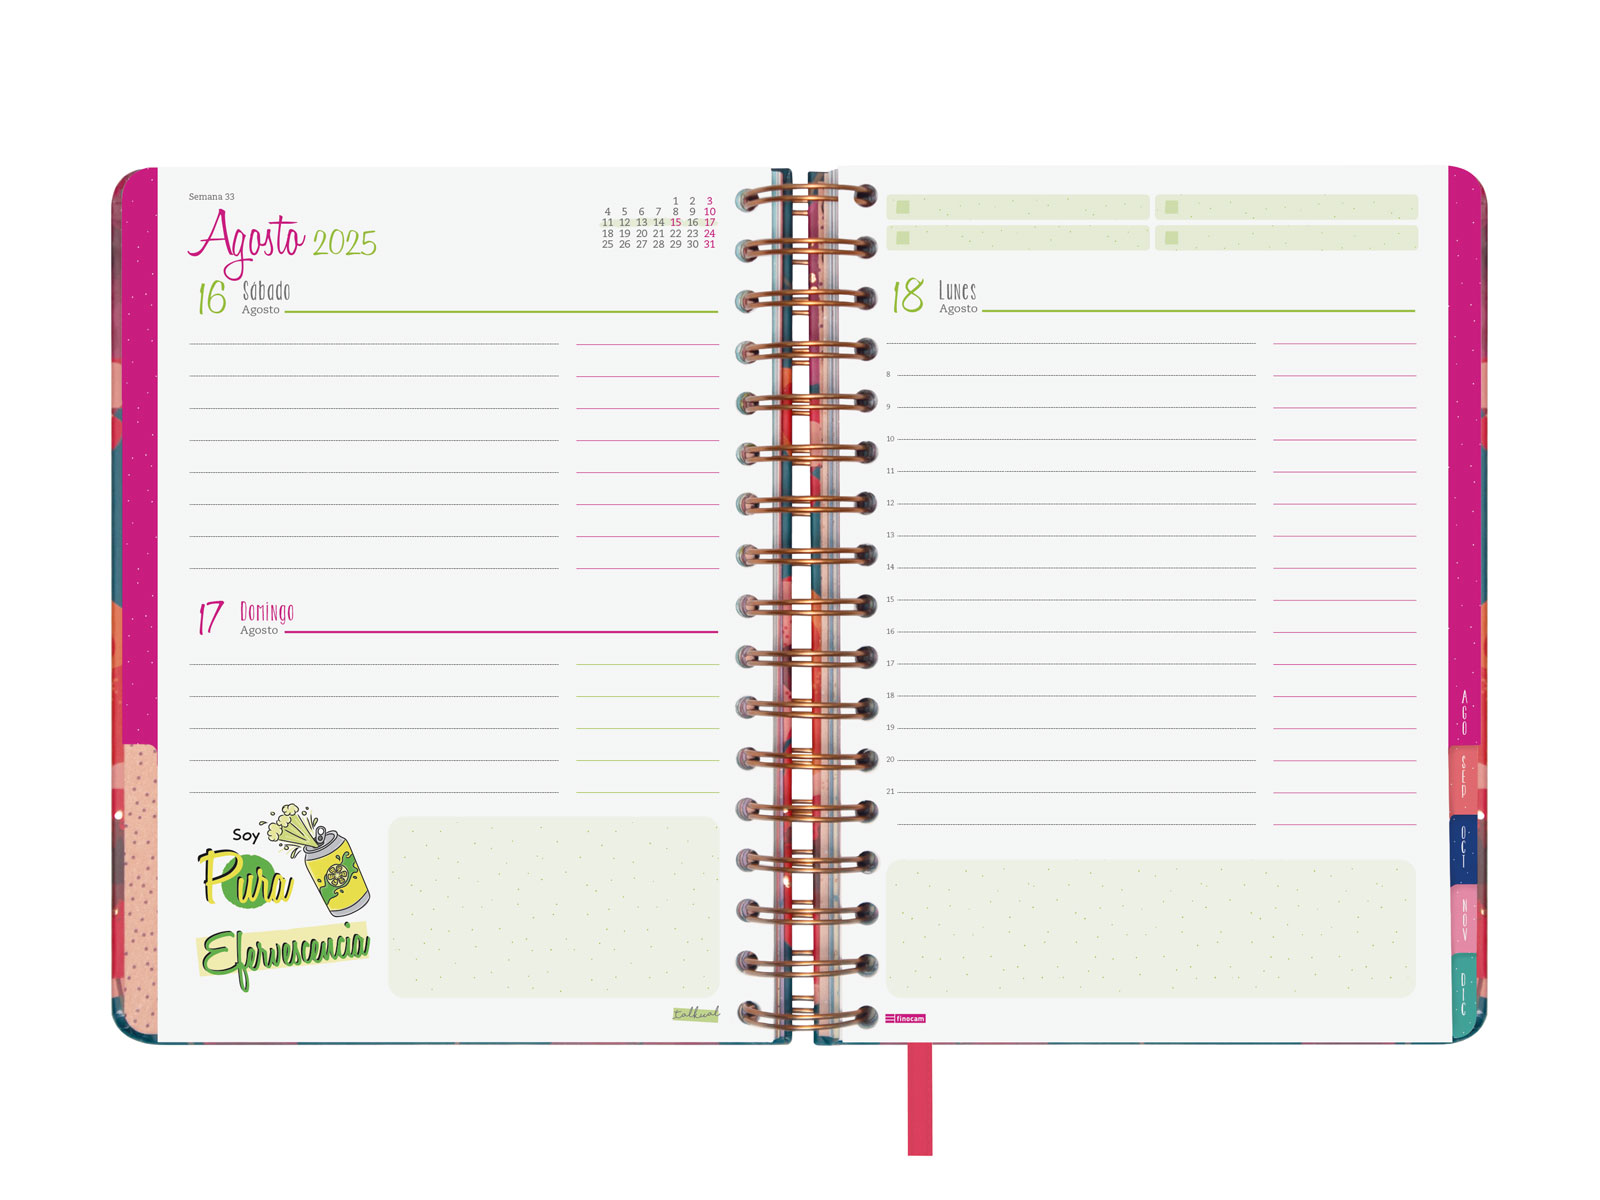 Semana 33
Agosto 2025
1 2 3
4 5 6 7 8 9 10
11 12 13 14 15 16 17
18 19 20 21 22 23 24
25 26 27 28 29 30 31
16 Sábado
Agosto
17 Domingo
Agosto
Soy
Pura
Efervescencia
talkual
18 Lunes
Agosto
8
9
10
11
12
13
14
15
16
17
18
19
20
21
finocam
AGO
SEP
OCT
NOV
DIC